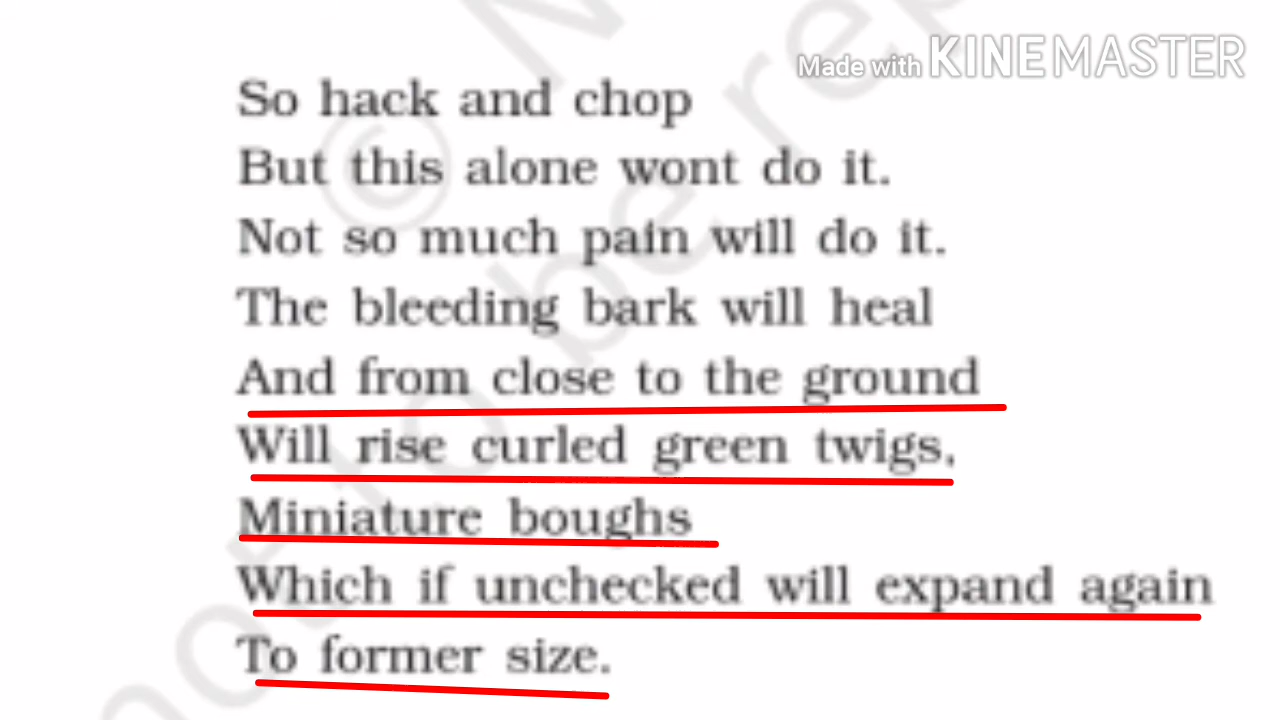 Made with KINEMASTER
So hack and chop
But this alone wont do it.
Not so much pain will do it.
The bleeding bark will heal
And from close to the ground
Will rise curled green twigs,
Miniature boughs
Which if unchecked will expand again
To former size.